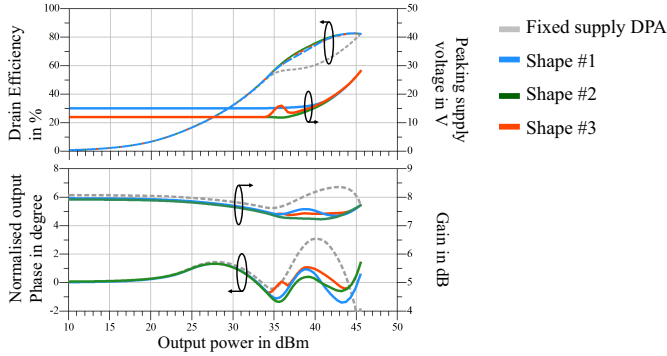 100
80
60
40
20
0
Drain Efficiency
in %
50
40
30
20
10
0
Peaking supply
voltage in V
Fixed supply DPA
Shape #1
Shape #2
Shape #3
8
6
4
2
0
-2
Normalised output
Phase in degree
9
8
7
6
5
4
Gain in dB
10 15 20 25 30 35 40 45 50
Output power in dBm